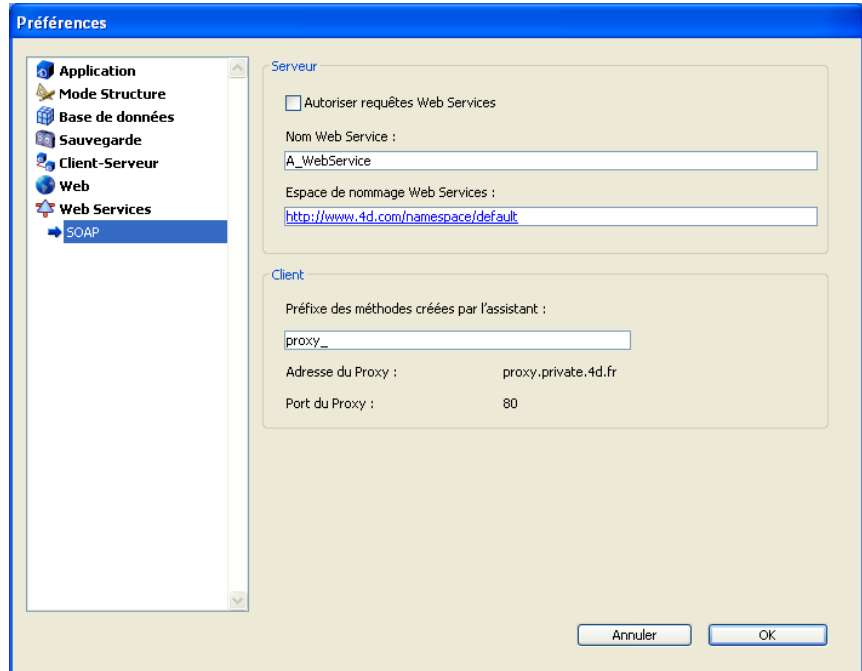 Préférences
Application
Mode Structure
Base de données
Sauvegarde
Client-Serveur
Web
Web Services
SOAP
Serveur
Autoriser requêtes Web Services
Nom Web Service :
A_WebService
Espace de nommage Web Services :
http://www.4d.com/namespace/default
Client
Préfixe des méthodes créées par l'assistant :
proxy_
Adresse du Proxy : proxy.private.4d.fr
Port du Proxy : 80
Annuler OK